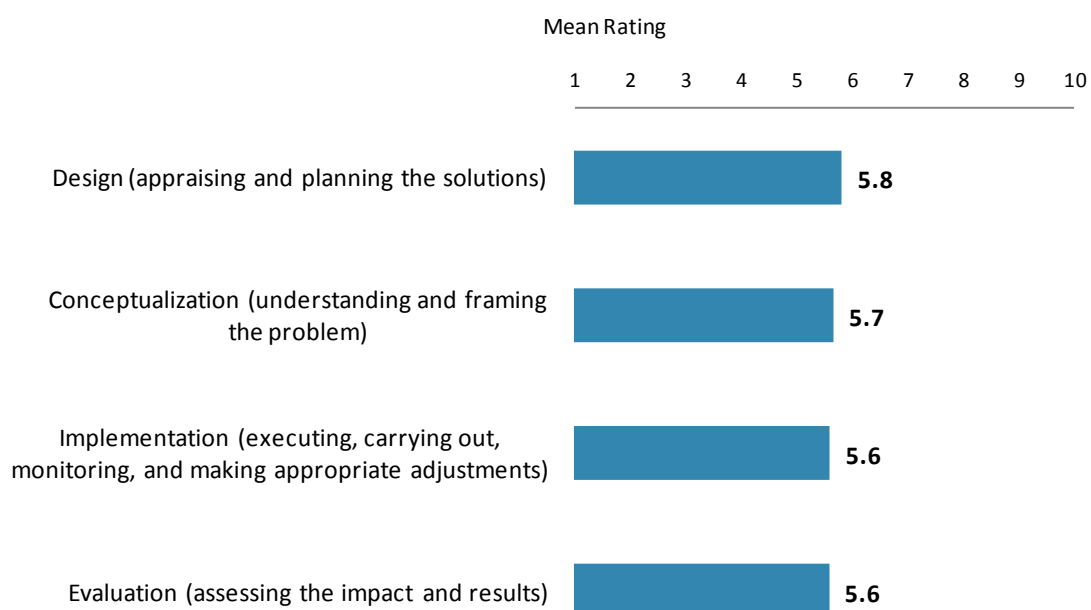 Mean Rating
1 2 3 4 5 6 7 8 9 10
Design (appraising and planning the solutions)
5.8
Conceptualization (understanding and framing
the problem)
5.7
Implementation (executing, carrying out,
monitoring, and making appropriate adjustments)
5.6
Evaluation (assessing the impact and results)
5.6